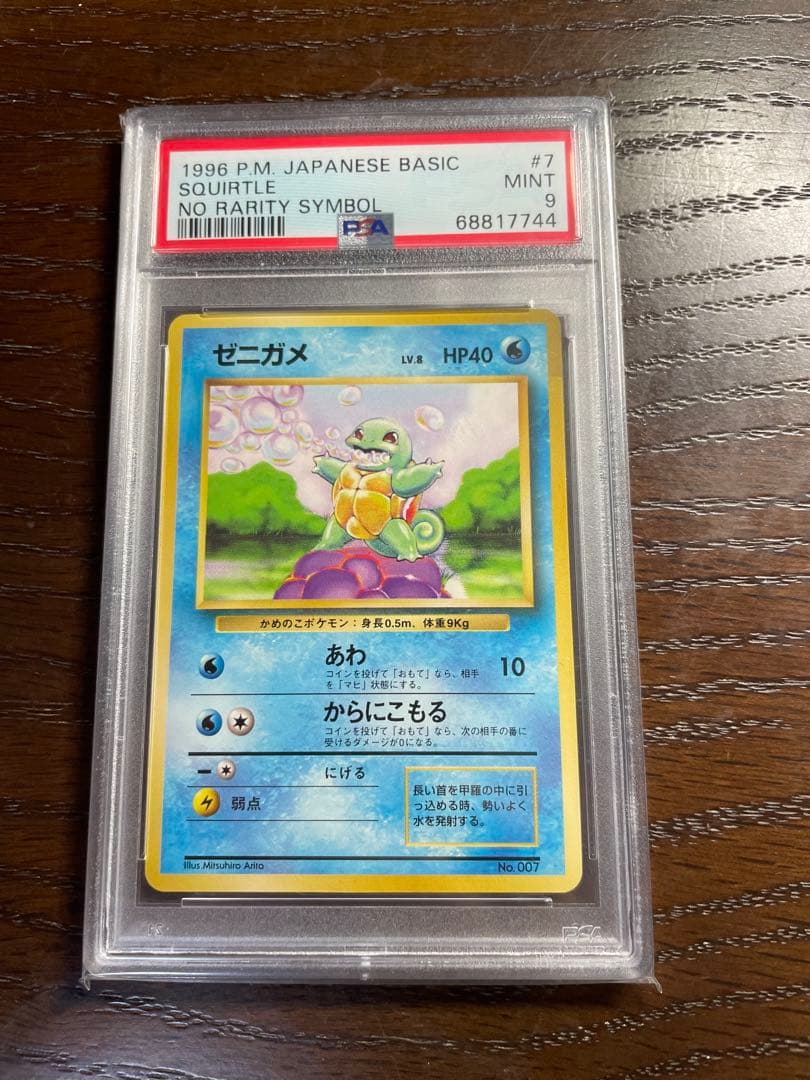 1996 P.M. JAPANESE BASIC #7
SQUIRTLE MINT
NO RARITY SYMBOL 9
PSA 68817744
ゼニガメ LV.8 HP40
かめのこポケモン：身長0.5m、体重9Kg
あわ 10
コインを投げて「おもて」なら、相手
を「マヒ」状態にする。
からにこもる
コインを投げて「おもて」なら、次の相手の番に
受けるダメージが0になる。
にげる
弱点
長い首を甲羅の中に引
っ込める時、勢いよく
水を発射する。
Illus.Mitsuhiro Arita No.007
PSA